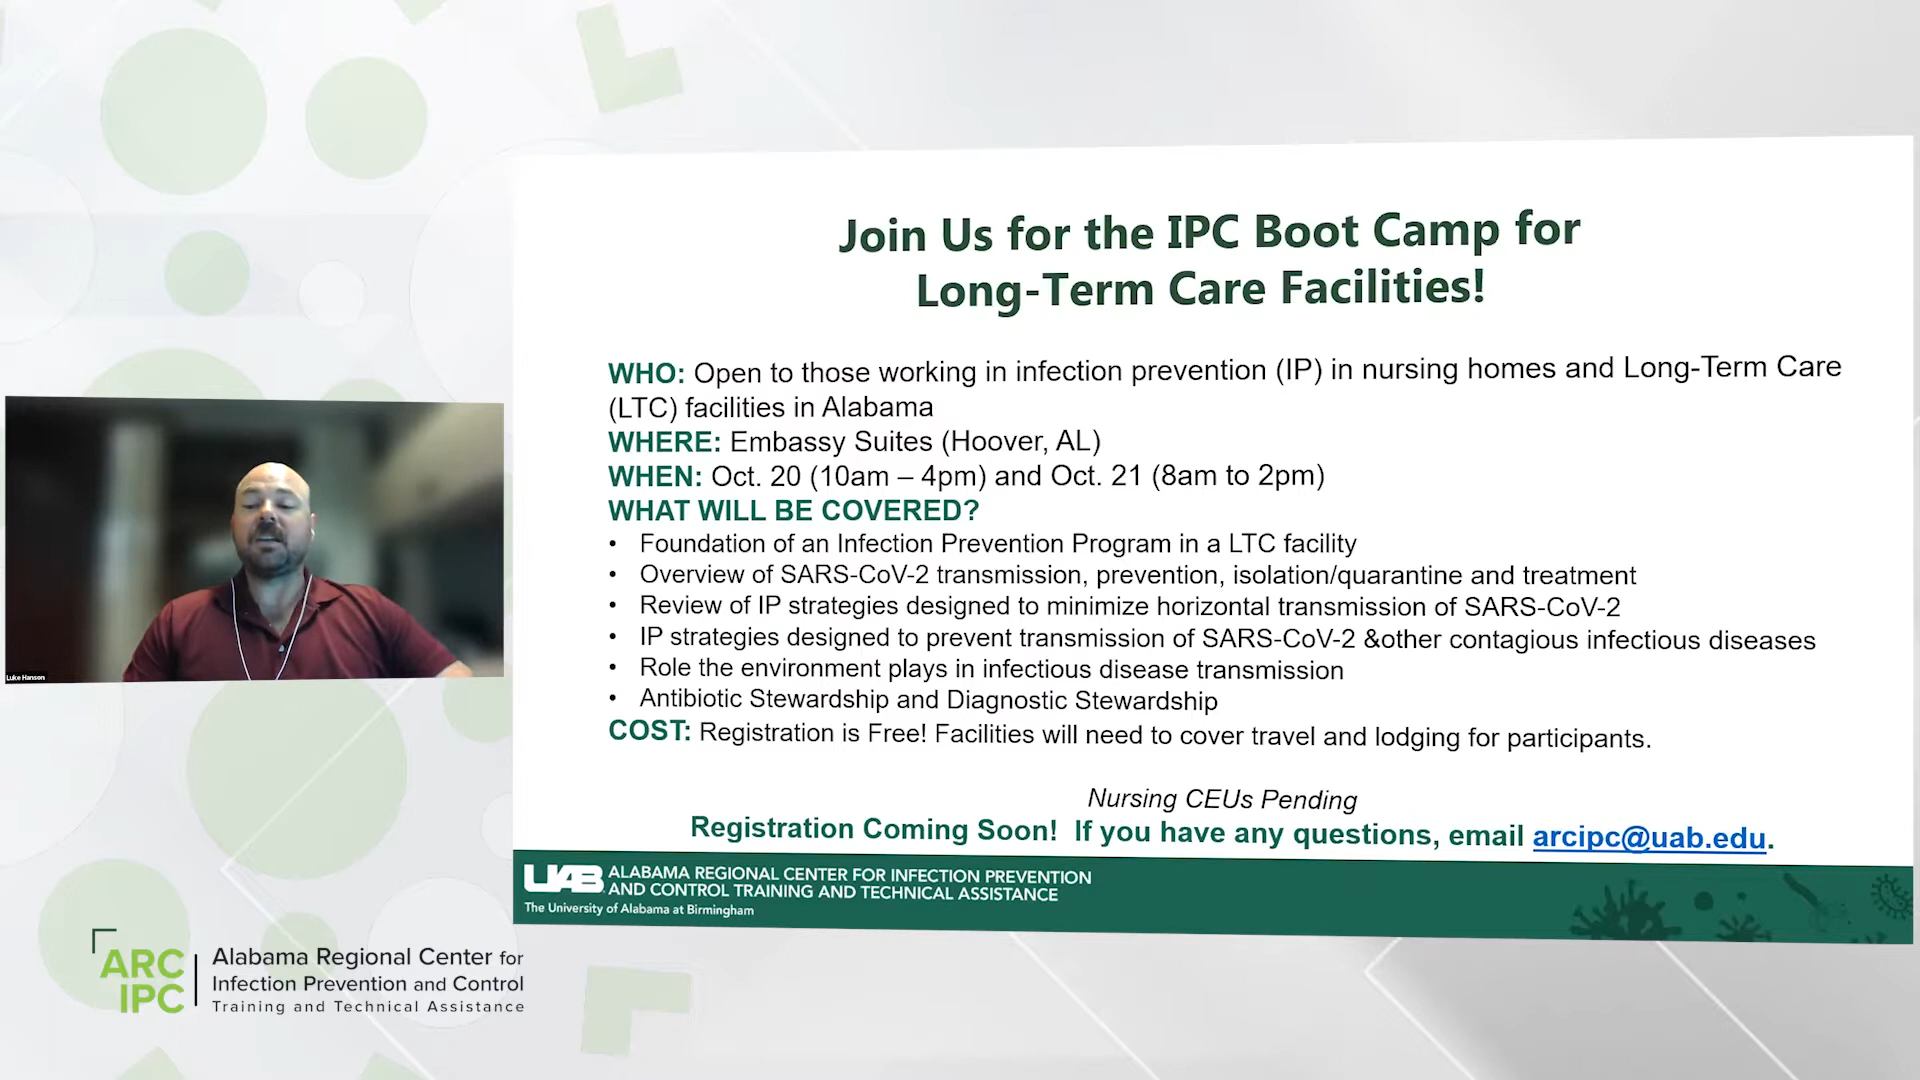 Join Us for the IPC Boot Camp for
Long-Term Care Facilities!
WHO: Open to those working in infection prevention (IP) in nursing homes and Long-Term Care
(LTC) facilities in Alabama
WHERE: Embassy Suites (Hoover, AL)
WHEN: Oct. 20 (10am – 4pm) and Oct. 21 (8am to 2pm)
WHAT WILL BE COVERED?
• Foundation of an Infection Prevention Program in a LTC facility
• Overview of SARS-CoV-2 transmission, prevention, isolation/quarantine and treatment
• Review of IP strategies designed to minimize horizontal transmission of SARS-CoV-2
• IP strategies designed to prevent transmission of SARS-CoV-2 &other contagious infectious diseases
• Role the environment plays in infectious disease transmission
• Antibiotic Stewardship and Diagnostic Stewardship
COST: Registration is Free! Facilities will need to cover travel and lodging for participants.
Nursing CEUs Pending
Registration Coming Soon! If you have any questions, email arcipc@uab.edu.
UAB ALABAMA REGIONAL CENTER FOR INFECTION PREVENTION
AND CONTROL TRAINING AND TECHNICAL ASSISTANCE
The University of Alabama at Birmingham
Luke Hansen
ARC
IPC
Alabama Regional Center for
Infection Prevention and Control
Training and Technical Assistance